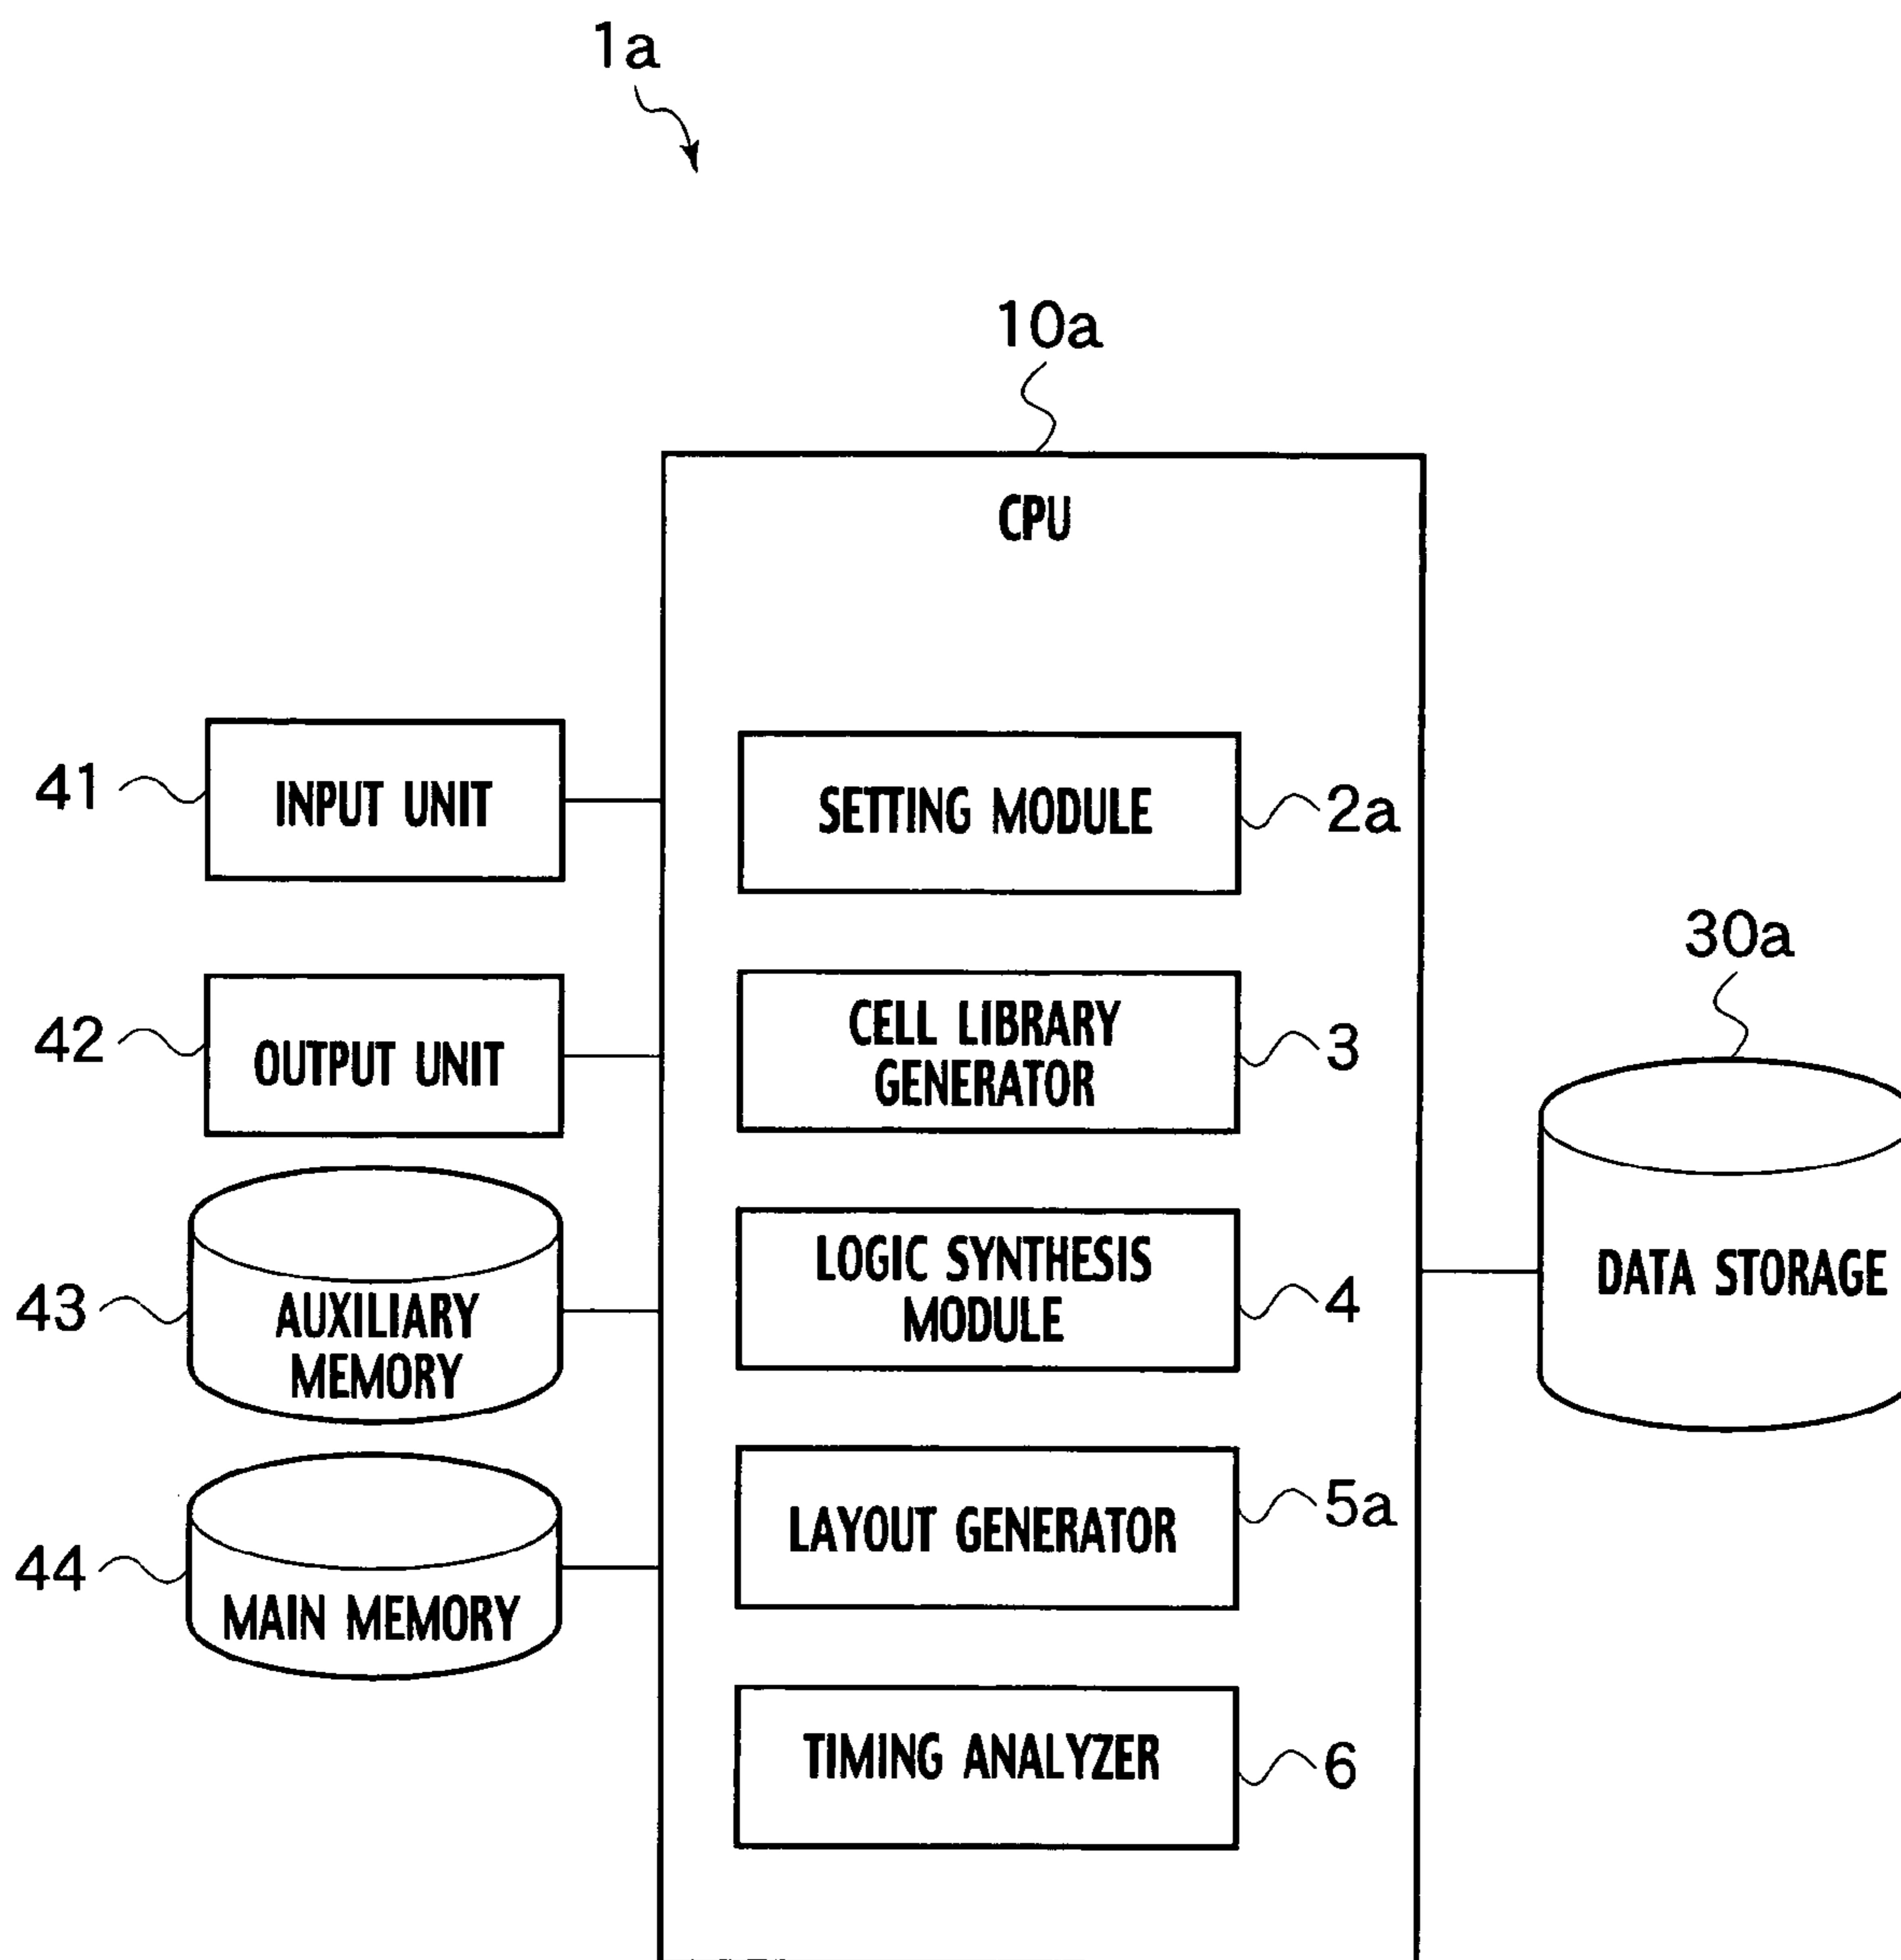 1a
10a
CPU
41
INPUT UNIT
SETTING MODULE
2a
42
OUTPUT UNIT
CELL LIBRARY
GENERATOR
3
30a
43
AUXILIARY
MEMORY
LOGIC SYNTHESIS
MODULE
4
DATA STORAGE
44
MAIN MEMORY
LAYOUT GENERATOR
5a
TIMING ANALYZER
6